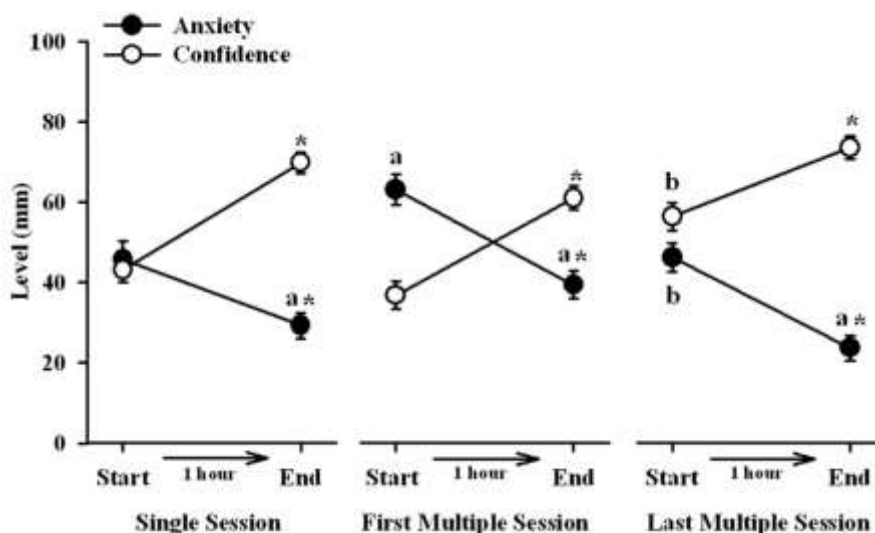 Anxiety
Confidence
Level (mm)
100
80
60
40
20
0
*
a *
a
*
a *
b
b
*
a *
Start 1 hour End
Start 1 hour End
Start 1 hour End
Single Session
First Multiple Session
Last Multiple Session